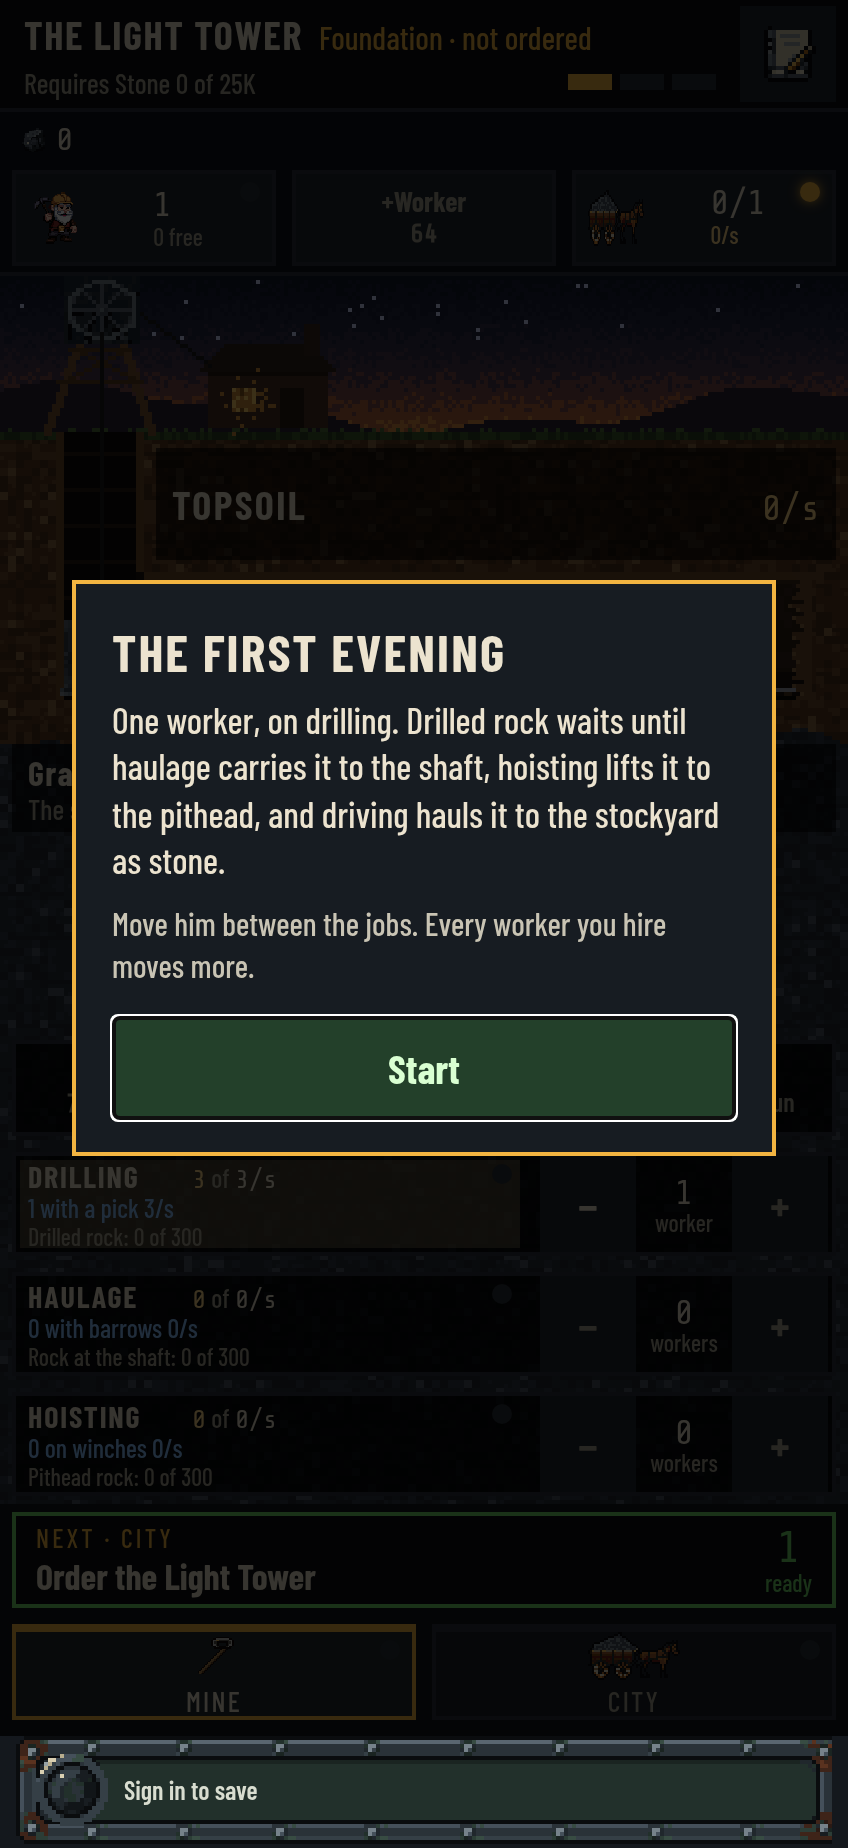 THE LIGHT TOWER Foundation · not ordered
Requires Stone 0 of 25K
0
1
0 free
+Worker
64
0/1
0/s
TOPSOIL 0/s
THE FIRST EVENING
One worker, on drilling. Drilled rock waits until
haulage carries it to the shaft, hoisting lifts it to
the pithead, and driving hauls it to the stockyard
as stone.
Move him between the jobs. Every worker you hire
moves more.
Start
DRILLING 3 of 3/s
1 with a pick 3/s
Drilled rock: 0 of 300
− 1 worker +
HAULAGE 0 of 0/s
0 with barrows 0/s
Rock at the shaft: 0 of 300
− 0 workers +
HOISTING 0 of 0/s
0 on winches 0/s
Pithead rock: 0 of 300
− 0 workers +
NEXT · CITY
Order the Light Tower
1
ready
MINE
CITY
Sign in to save